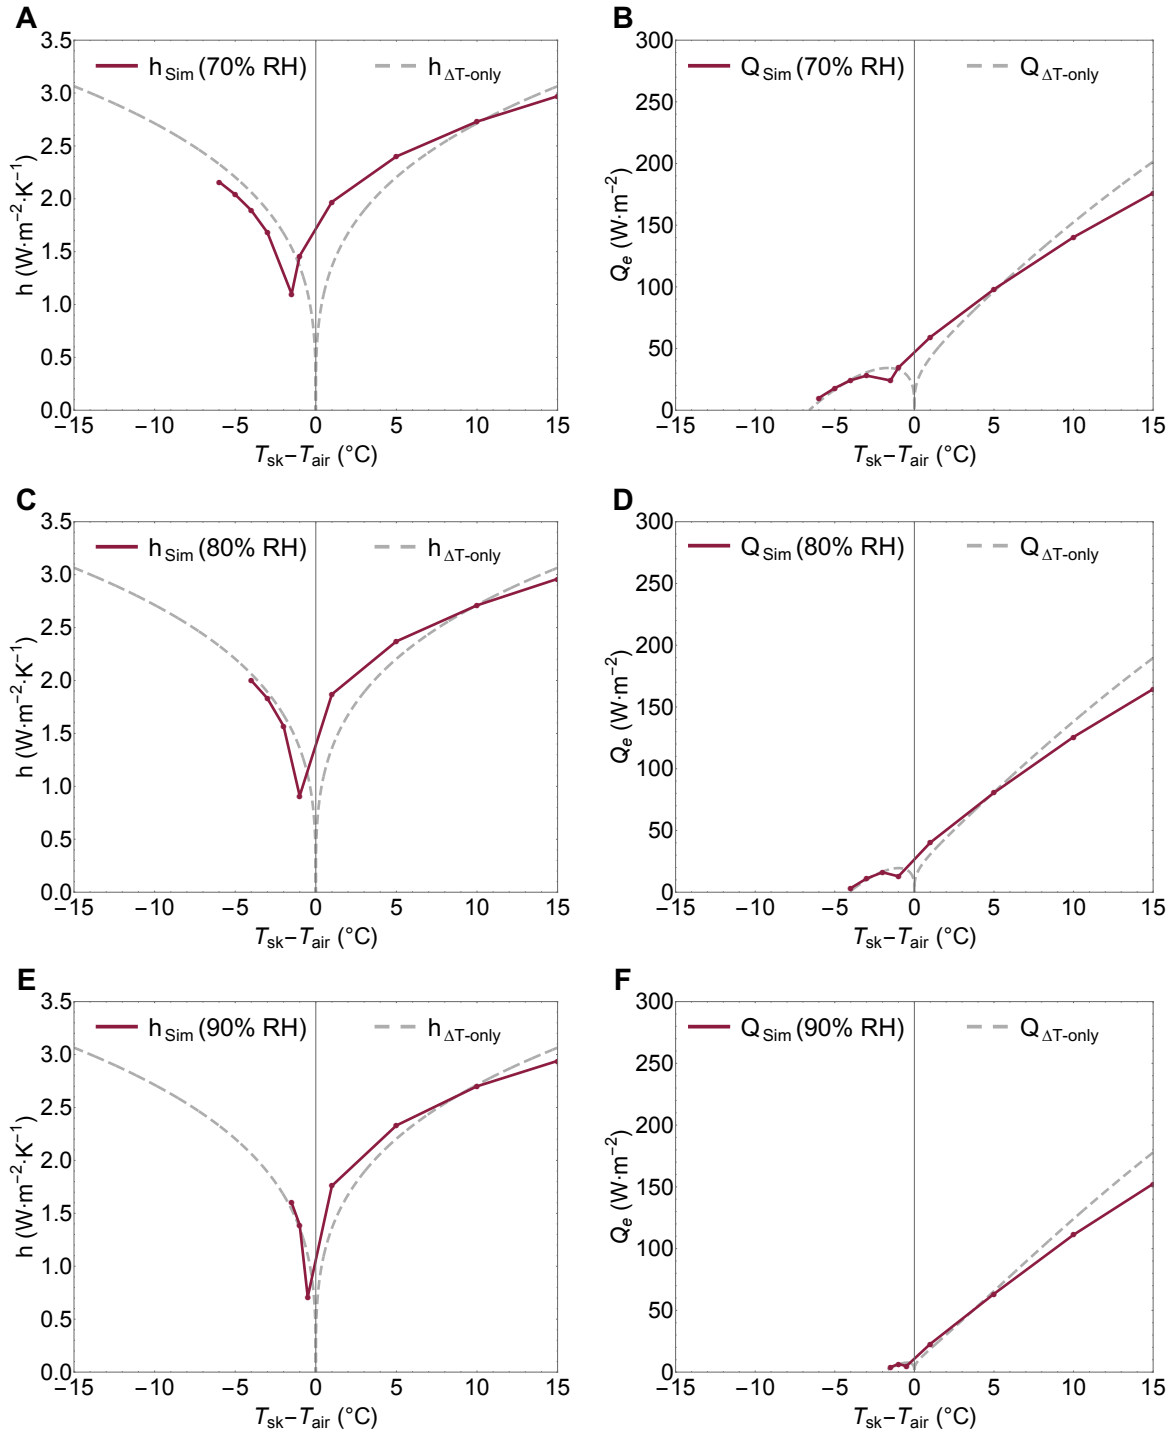 A
B
h_Sim (70% RH) h_ΔT-only
Q_Sim (70% RH) Q_ΔT-only
3.5
3.0
2.5
2.0
1.5
1.0
0.5
0.0
h (W·m⁻²·K⁻¹)
−15 −10 −5 0 5 10 15
T_sk−T_air (°C)
300
250
200
150
100
50
0
Q_e (W·m⁻²)
−15 −10 −5 0 5 10 15
T_sk−T_air (°C)
C
D
h_Sim (80% RH) h_ΔT-only
Q_Sim (80% RH) Q_ΔT-only
3.5
3.0
2.5
2.0
1.5
1.0
0.5
0.0
h (W·m⁻²·K⁻¹)
−15 −10 −5 0 5 10 15
T_sk−T_air (°C)
300
250
200
150
100
50
0
Q_e (W·m⁻²)
−15 −10 −5 0 5 10 15
T_sk−T_air (°C)
E
F
h_Sim (90% RH) h_ΔT-only
Q_Sim (90% RH) Q_ΔT-only
3.5
3.0
2.5
2.0
1.5
1.0
0.5
0.0
h (W·m⁻²·K⁻¹)
−15 −10 −5 0 5 10 15
T_sk−T_air (°C)
300
250
200
150
100
50
0
Q_e (W·m⁻²)
−15 −10 −5 0 5 10 15
T_sk−T_air (°C)